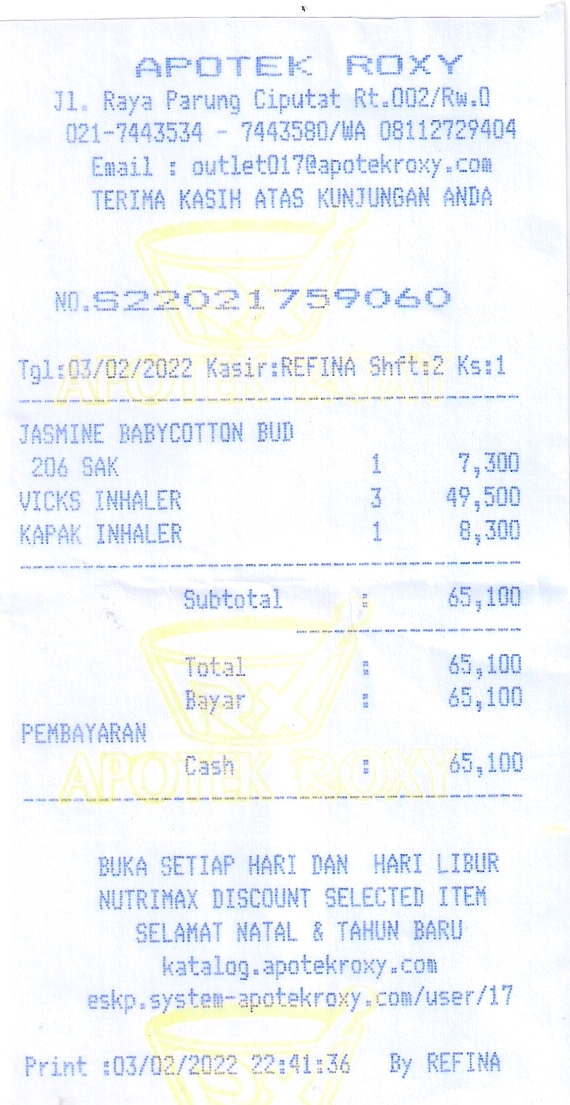 APOTEK ROXY
Jl. Raya Parung Ciputat Rt.002/Rw.0
021-7443534 - 7443580/WA 08112729404
Email : outlet017@apotekroxy.com
TERIMA KASIH ATAS KUNJUNGAN ANDA
NO.S22021759060
Tgl:03/02/2022 Kasir:REFINA Shft:2 Ks:1
JASMINE BABYCOTTON BUD
206 SAK 1 7,300
VICKS INHALER 3 49,500
KAPAK INHALER 1 8,300
Subtotal : 65,100
Total : 65,100
Bayar : 65,100
PEMBAYARAN
Cash : 65,100
APOTEK ROXY
BUKA SETIAP HARI DAN HARI LIBUR
NUTRIMAX DISCOUNT SELECTED ITEM
SELAMAT NATAL & TAHUN BARU
katalog.apotekroxy.com
eskp.system-apotekroxy.com/user/17
Print :03/02/2022 22:41:36 By REFINA